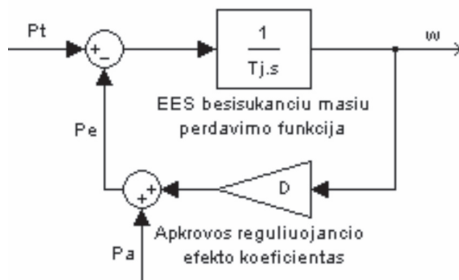 Pt
+
−
1
Tj.s
w
EES besisukanciu masiu
perdavimo funkcija
Pe
+
+
D
Pa
Apkrovos reguliuojancio
efekto koeficientas